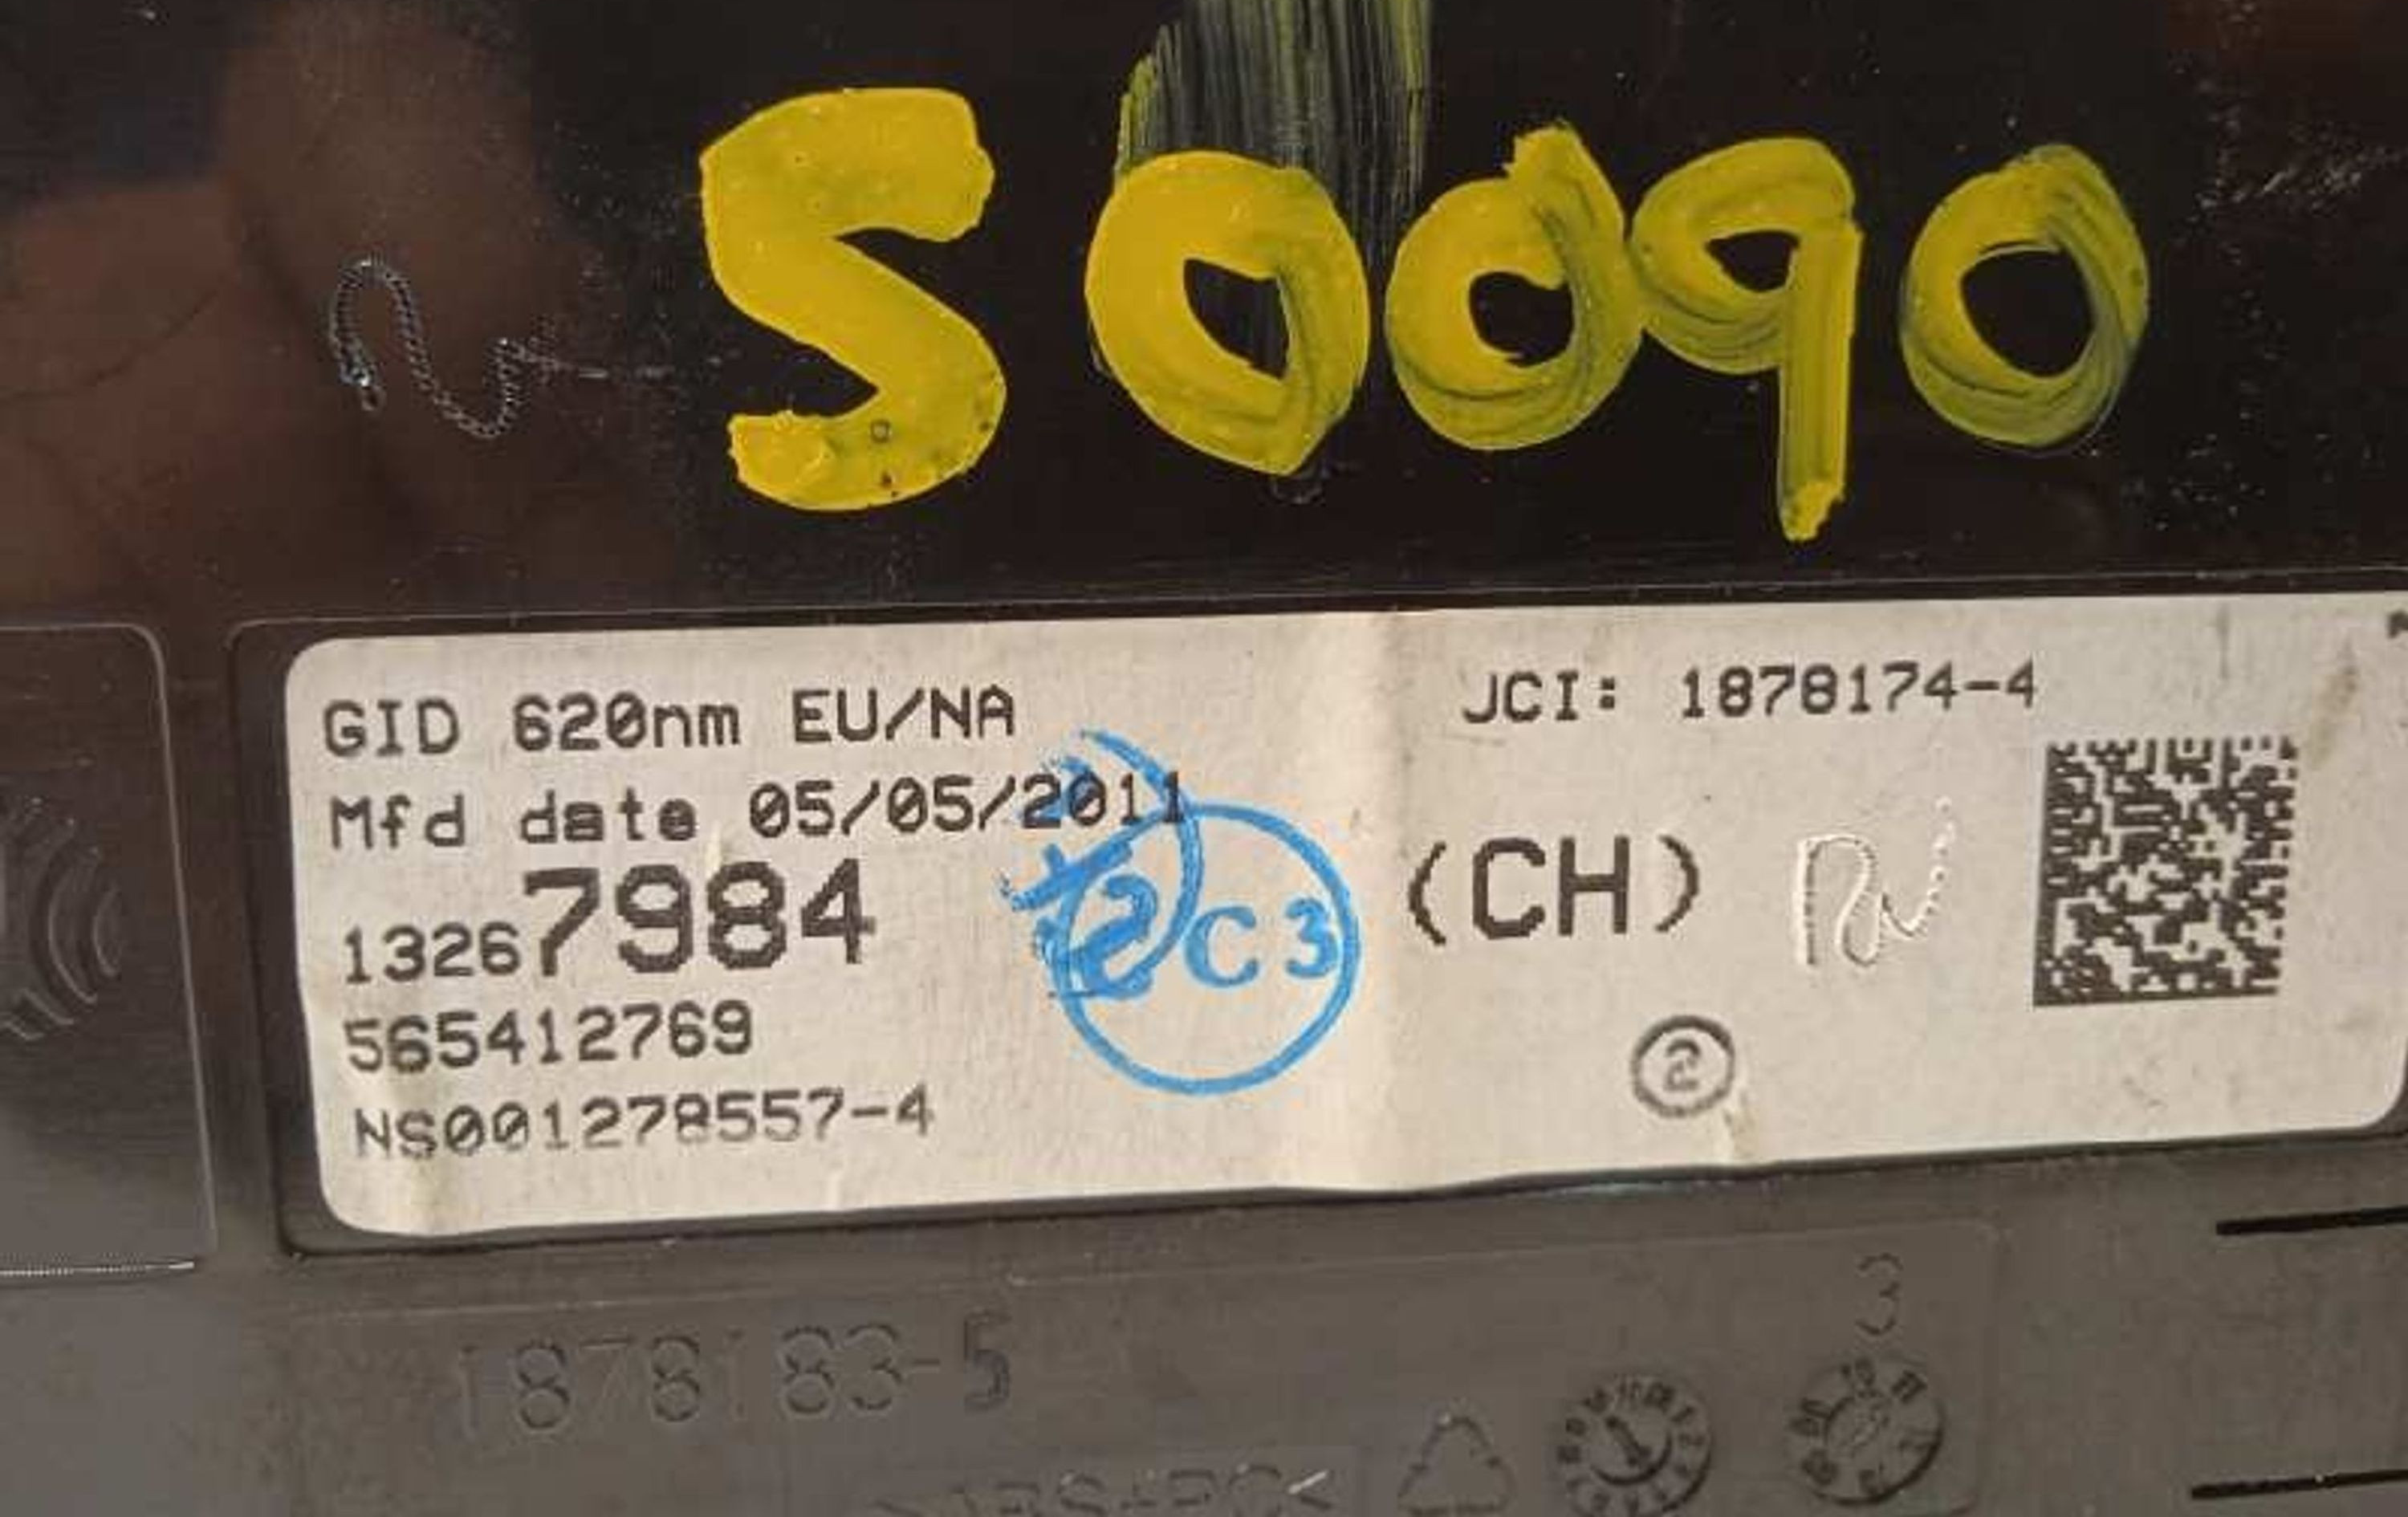 S0090
GID 620nm EU/NA
JCI: 1878174-4
Mfd date 05/05/2011
13267984
(CH)
2C3
565412769
2
NS001278557-4
3
1878183-5